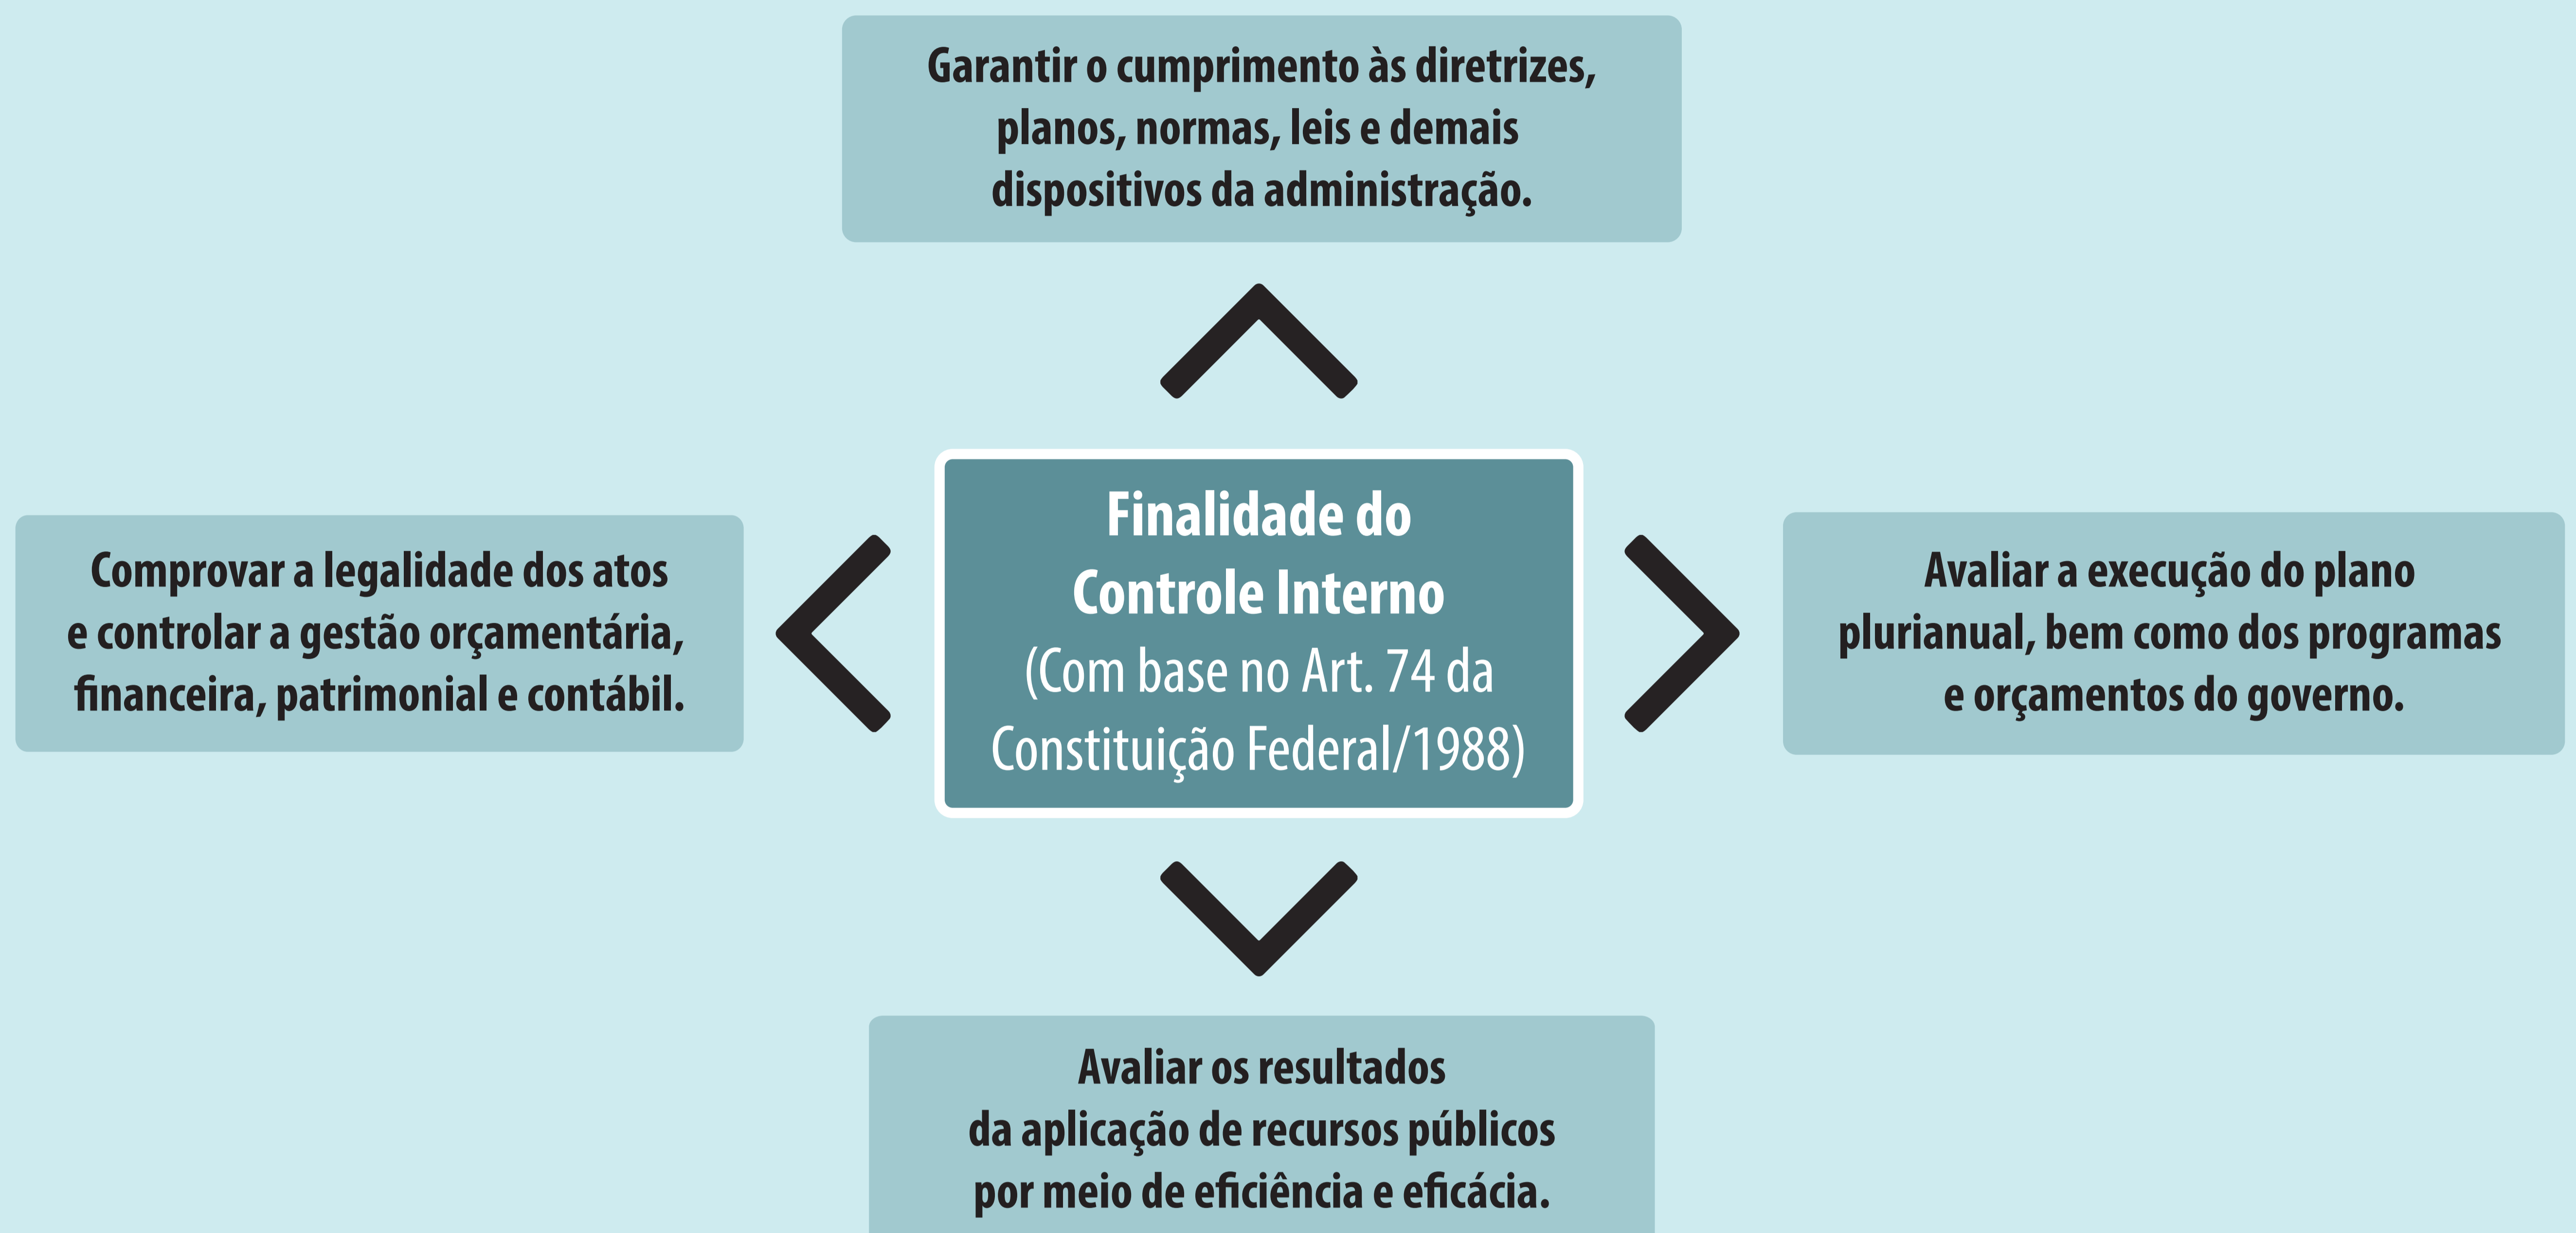 Garantir o cumprimento às diretrizes,
planos, normas, leis e demais
dispositivos da administração.
Comprovar a legalidade dos atos
e controlar a gestão orçamentária,
financeira, patrimonial e contábil.
Finalidade do
Controle Interno
(Com base no Art. 74 da
Constituição Federal/1988)
Avaliar a execução do plano
plurianual, bem como dos programas
e orçamentos do governo.
Avaliar os resultados
da aplicação de recursos públicos
por meio de eficiência e eficácia.